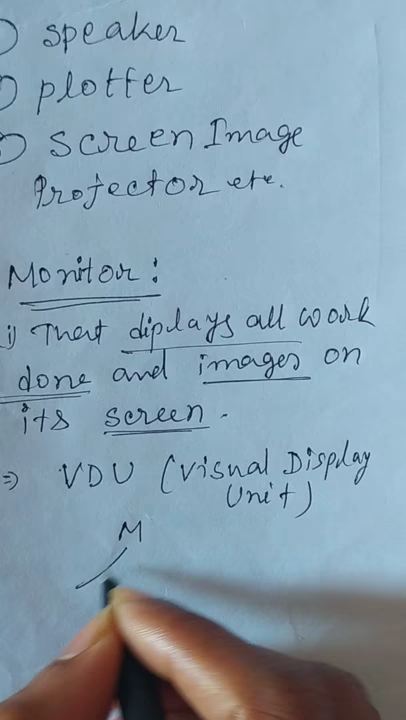 speaker
plotter
Screen Image
Projector etc.
Monitor:
i) That diplays all work
done and images on
its screen.
⇒ VDU (Visual Display
Unit)
M